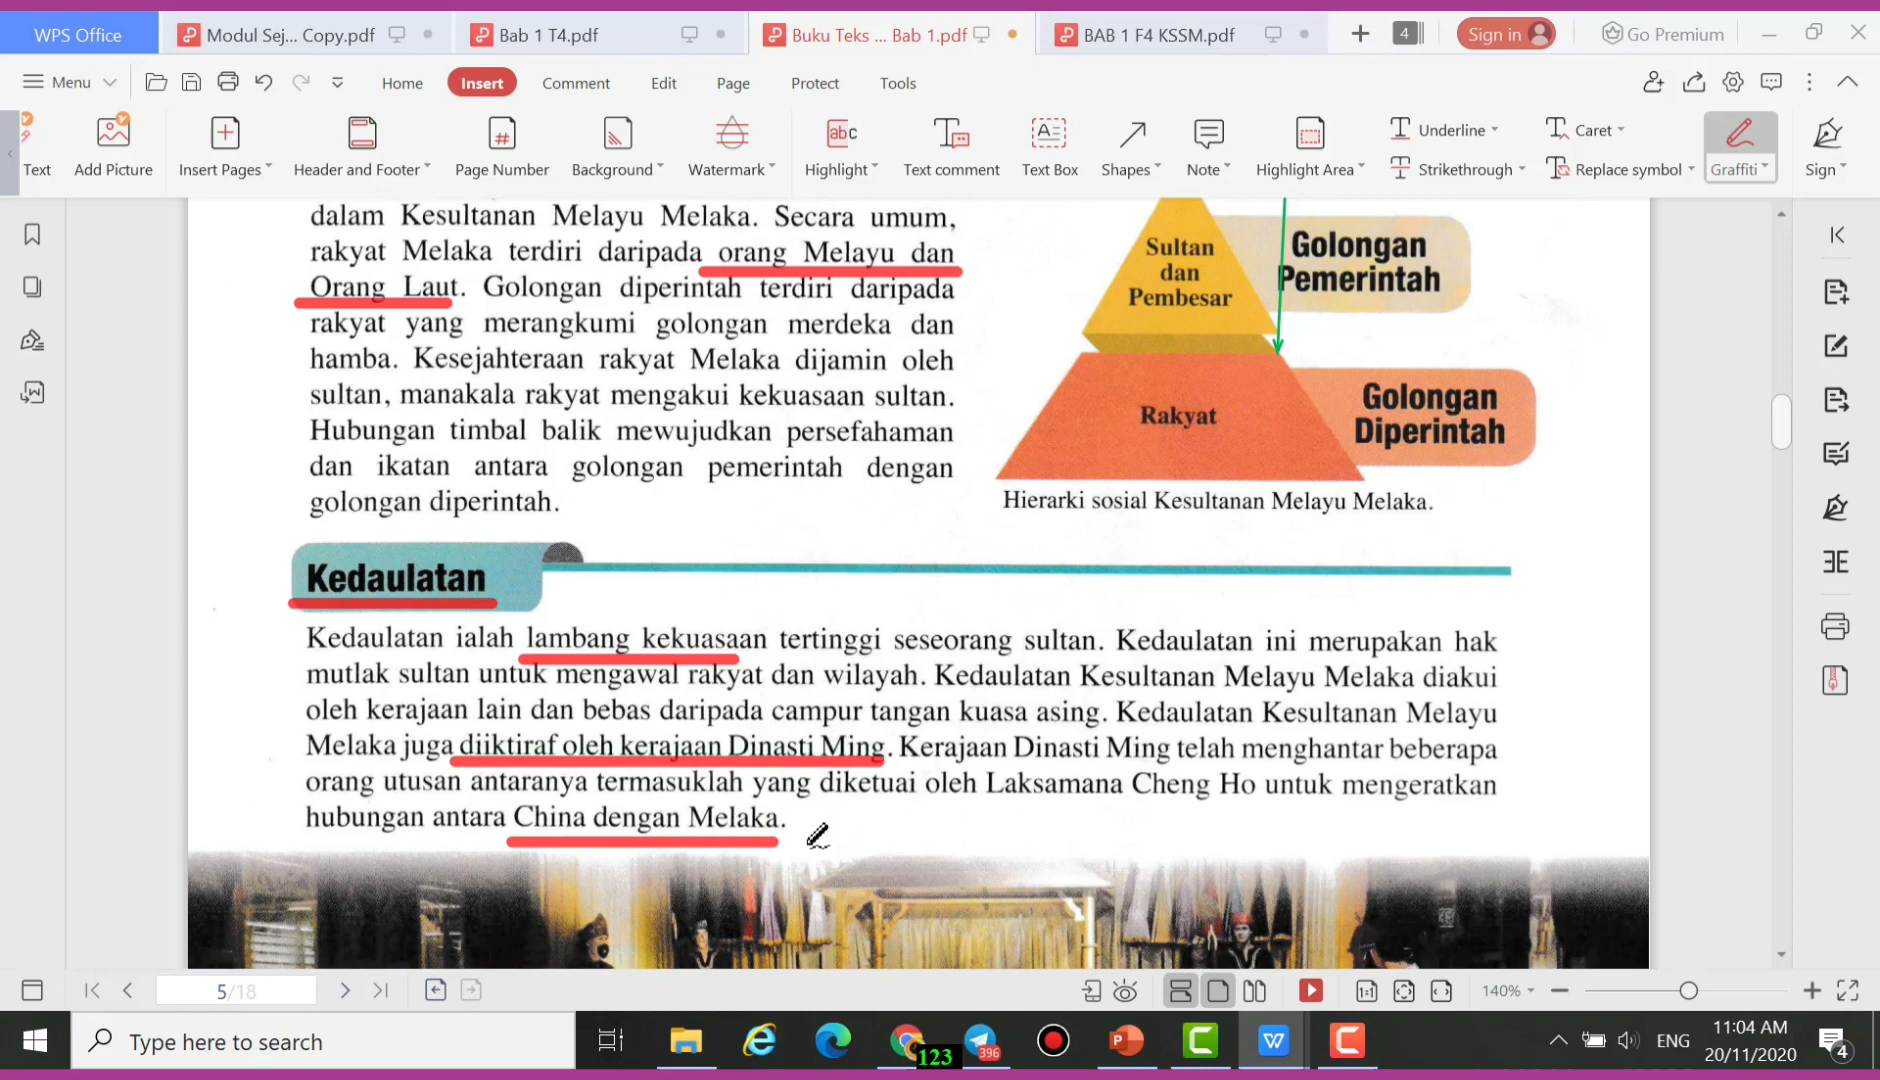 WPS Office
Modul Sej... Copy.pdf
Bab 1 T4.pdf
Buku Teks ... Bab 1.pdf
BAB 1 F4 KSSM.pdf
4
Sign in
Go Premium
Menu
Home
Insert
Comment
Edit
Page
Protect
Tools
Text
Add Picture
Insert Pages
Header and Footer
Page Number
Background
Watermark
Highlight
Text comment
Text Box
Shapes
Note
Highlight Area
Underline
Strikethrough
Caret
Replace symbol
Graffiti
Sign
dalam Kesultanan Melayu Melaka. Secara umum,
rakyat Melaka terdiri daripada orang Melayu dan
Orang Laut. Golongan diperintah terdiri daripada
rakyat yang merangkumi golongan merdeka dan
hamba. Kesejahteraan rakyat Melaka dijamin oleh
sultan, manakala rakyat mengakui kekuasaan sultan.
Hubungan timbal balik mewujudkan persefahaman
dan ikatan antara golongan pemerintah dengan
golongan diperintah.
Sultan
dan
Pembesar
Golongan
Pemerintah
Rakyat
Golongan
Diperintah
Hierarki sosial Kesultanan Melayu Melaka.
Kedaulatan
Kedaulatan ialah lambang kekuasaan tertinggi seseorang sultan. Kedaulatan ini merupakan hak
mutlak sultan untuk mengawal rakyat dan wilayah. Kedaulatan Kesultanan Melayu Melaka diakui
oleh kerajaan lain dan bebas daripada campur tangan kuasa asing. Kedaulatan Kesultanan Melayu
Melaka juga diiktiraf oleh kerajaan Dinasti Ming. Kerajaan Dinasti Ming telah menghantar beberapa
orang utusan antaranya termasuklah yang diketuai oleh Laksamana Cheng Ho untuk mengeratkan
hubungan antara China dengan Melaka.
5/18
140%
Type here to search
123
396
ENG
11:04 AM
20/11/2020
4